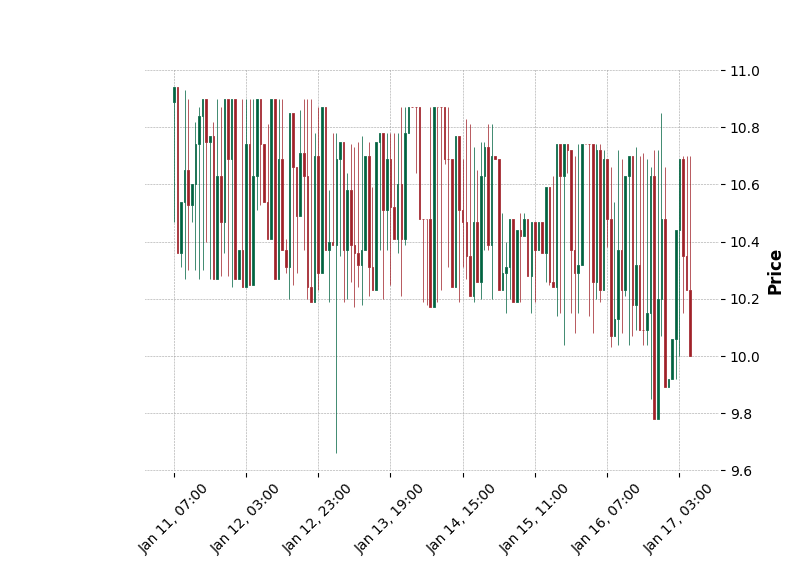 11.0
10.8
10.6
10.4
10.2
10.0
9.8
9.6
Price
Jan 11, 07:00
Jan 12, 03:00
Jan 12, 23:00
Jan 13, 19:00
Jan 14, 15:00
Jan 15, 11:00
Jan 16, 07:00
Jan 17, 03:00